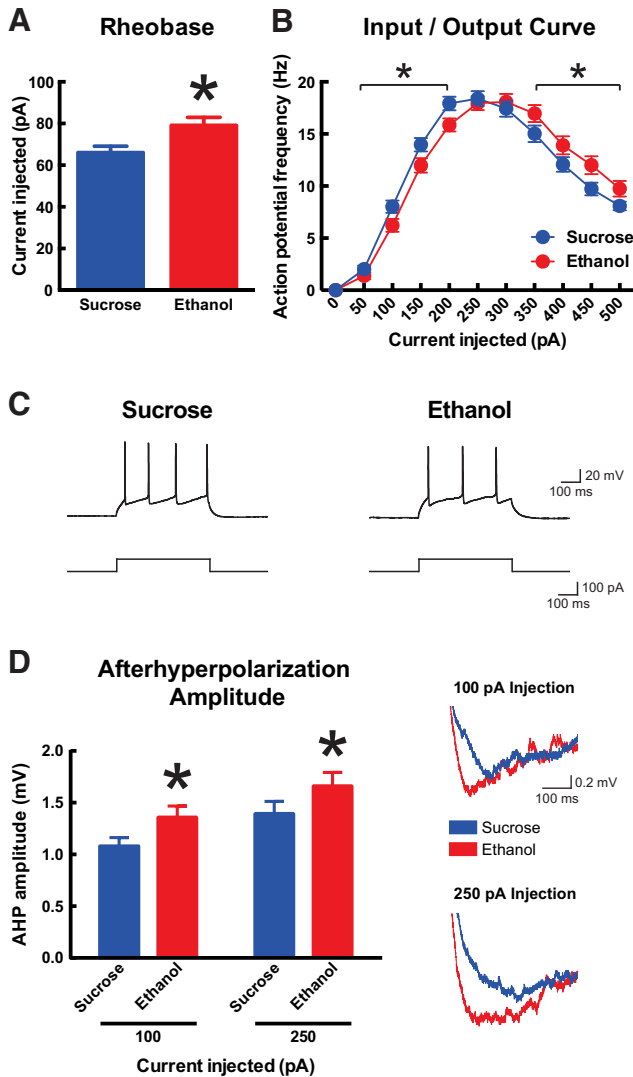 A
Rheobase
Current injected (pA)
100
80
60
40
20
0
*
Sucrose
Ethanol
B
Input / Output Curve
Action potential frequency (Hz)
20
15
10
5
0
*
*
Sucrose
Ethanol
0
50
100
150
200
250
300
350
400
450
500
Current injected (pA)
C
Sucrose
Ethanol
20 mV
100 ms
100 pA
100 ms
D
Afterhyperpolarization
Amplitude
AHP amplitude (mV)
2.0
1.5
1.0
0.5
0.0
*
*
Sucrose
Ethanol
Sucrose
Ethanol
100
250
Current injected (pA)
100 pA Injection
0.2 mV
100 ms
Sucrose
Ethanol
250 pA Injection